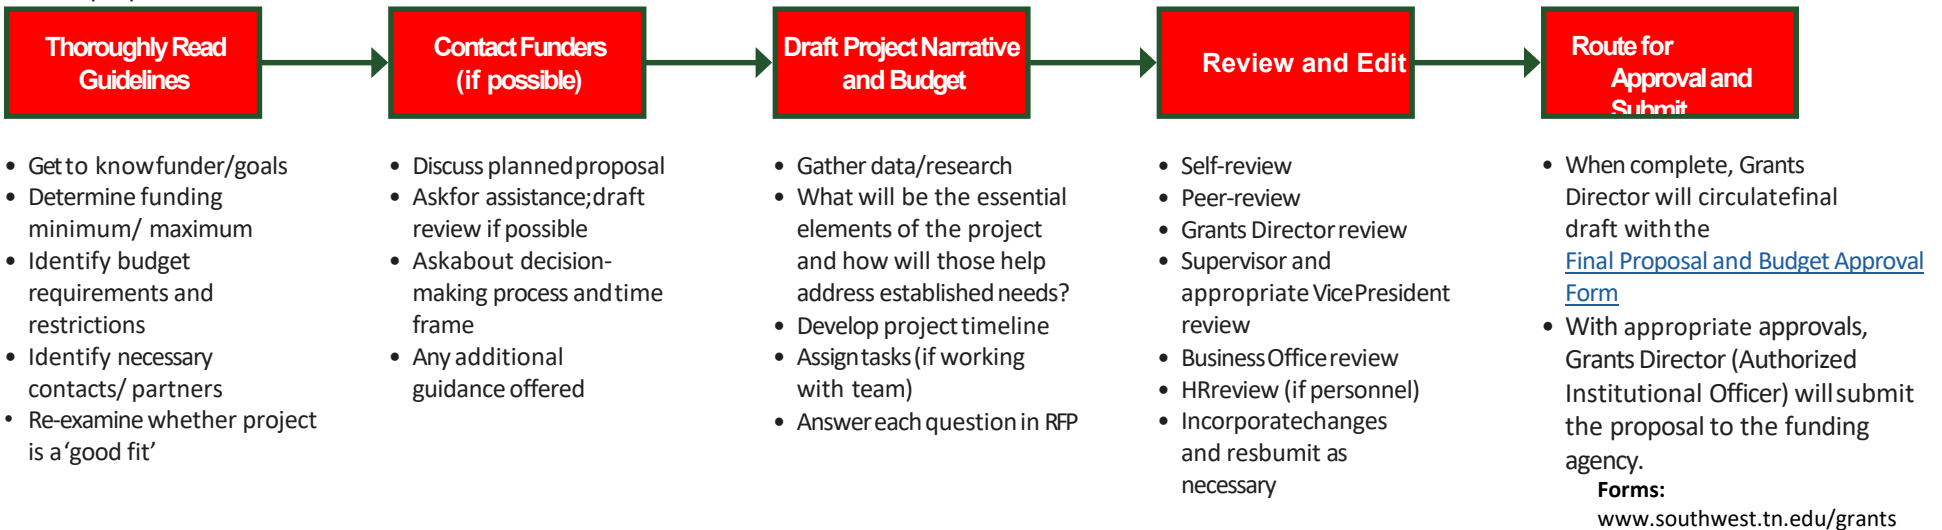 Thoroughly Read
Guidelines
• Get to know funder/goals
• Determine funding
minimum/ maximum
• Identify budget
requirements and
restrictions
• Identify necessary
contacts/ partners
• Re-examine whether project
is a 'good fit'
Contact Funders
(if possible)
• Discuss planned proposal
• Ask for assistance; draft
review if possible
• Ask about decision-
making process and time
frame
• Any additional
guidance offered
Draft Project Narrative
and Budget
• Gather data/research
• What will be the essential
elements of the project
and how will those help
address established needs?
• Develop project timeline
• Assign tasks (if working
with team)
• Answer each question in RFP
Review and Edit
• Self-review
• Peer-review
• Grants Director review
• Supervisor and
appropriate Vice President
review
• Business Office review
• HR review (if personnel)
• Incorporate changes
and resbumit as
necessary
Route for
Approval and
Submit
• When complete, Grants
Director will circulate final
draft with the
Final Proposal and Budget Approval
Form
• With appropriate approvals,
Grants Director (Authorized
Institutional Officer) will submit
the proposal to the funding
agency.
Forms:
www.southwest.tn.edu/grants